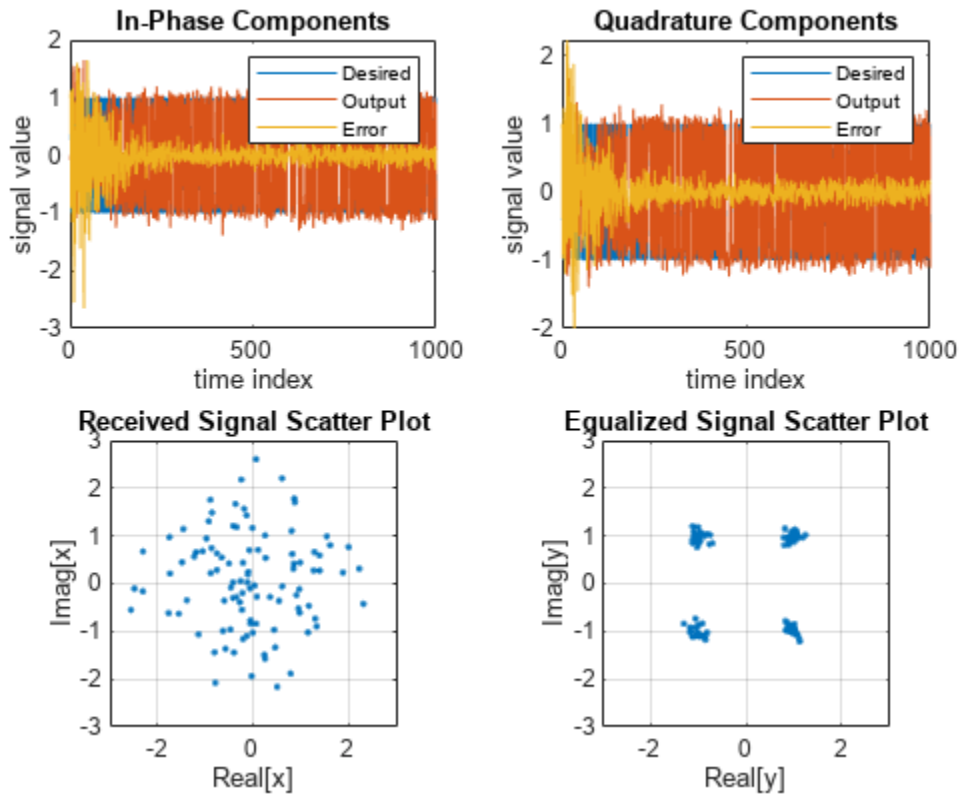 In-Phase Components
2
1
0
-1
-2
-3
signal value
Desired
Output
Error
0
500
1000
time index
Quadrature Components
2
1
0
-1
-2
signal value
Desired
Output
Error
0
500
1000
time index
Received Signal Scatter Plot
3
2
1
0
-1
-2
-3
Imag[x]
-2
0
2
Real[x]
Equalized Signal Scatter Plot
3
2
1
0
-1
-2
-3
Imag[y]
-2
0
2
Real[y]